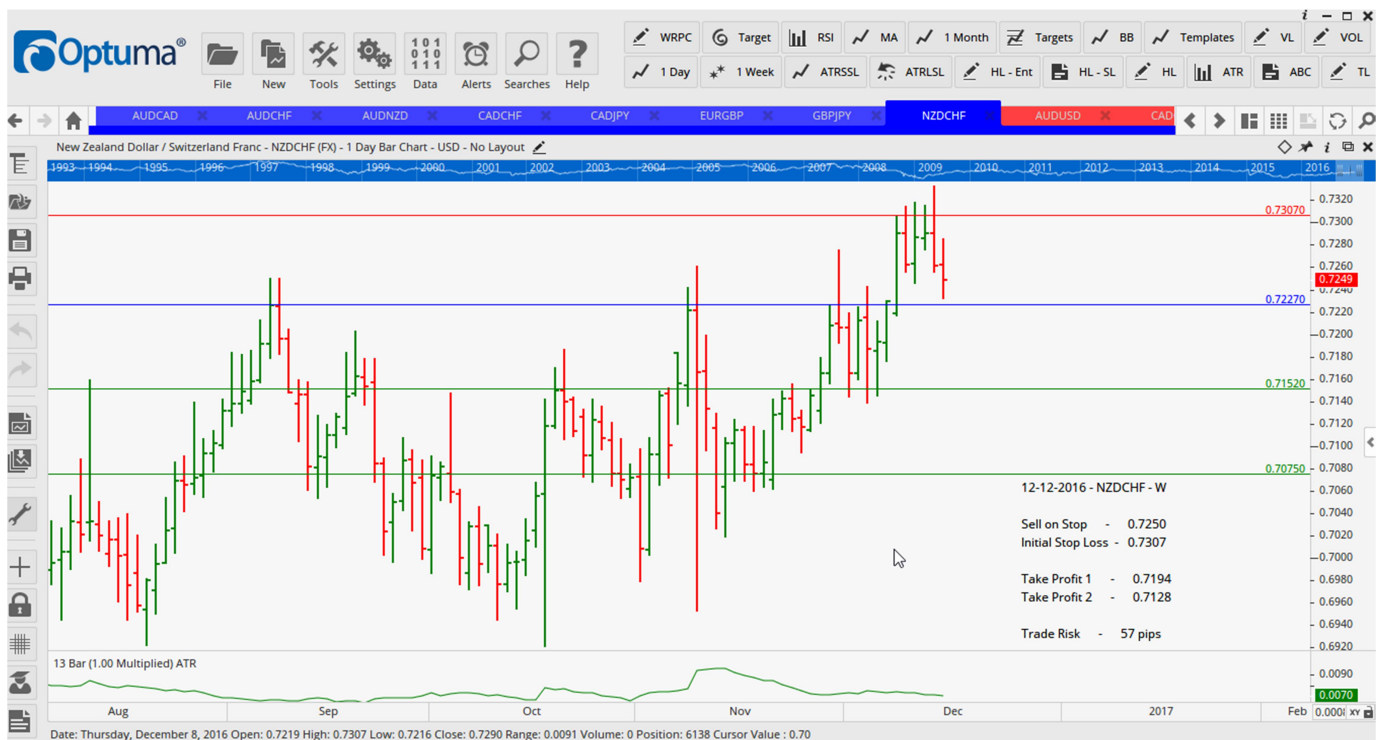 i
Optuma®
WRPC Target RSI MA 1 Month Targets BB Templates VL VOL
1 Day 1 Week ATRSSL ATRLSL HL - Ent HL - SL HL ATR ABC TL
101
010
111
File New Tools Settings Data Alerts Searches Help
?
AUDCAD AUDCHF AUDNZD CADCHF CADJPY EURGBP GBPJPY NZDCHF AUDUSD CAD
New Zealand Dollar / Switzerland Franc - NZDCHF (FX) - 1 Day Bar Chart - USD - No Layout
i
1993 1994 1995 1996 1997 1998 1999 2000 2001 2002 2003 2004 2005 2006 2007 2008 2009 2010 2011 2012 2013 2014 2015 2016
0.7320
0.73070
0.7300
0.7280
0.7260
0.7249
0.7240
0.72270
0.7220
0.7200
0.7180
0.7160
0.71520
0.7140
0.7120
0.7100
0.7080
0.70750
0.7060
0.7040
0.7020
0.7000
0.6980
0.6960
0.6940
0.6920
12-12-2016 - NZDCHF - W
Sell on Stop - 0.7250
Initial Stop Loss - 0.7307
Take Profit 1 - 0.7194
Take Profit 2 - 0.7128
Trade Risk - 57 pips
13 Bar (1.00 Multiplied) ATR
0.0090
0.0070
Aug Sep Oct Nov Dec 2017 Feb
XY
Date: Thursday, December 8, 2016 Open: 0.7219 High: 0.7307 Low: 0.7216 Close: 0.7290 Range: 0.0091 Volume: 0 Position: 6138 Cursor Value : 0.70